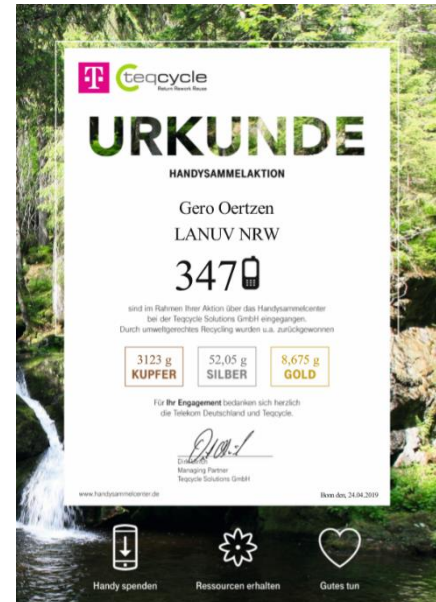 T teqcycle
Return Rework Reuse
URKUNDE
HANDYSAMMELAKTION
Gero Oertzen
LANUV NRW
347
sind im Rahmen Ihrer Aktion über das Handysammelcenter
bei der Teqcycle Solutions GmbH eingegangen.
Durch umweltgerechtes Recycling wurden u.a. zurückgewonnen
3123 g
KUPFER
52,05 g
SILBER
8,675 g
GOLD
Für Ihr Engagement bedanken sich herzlich
die Telekom Deutschland und Teqcycle.
Managing Partner
Teqcycle Solutions GmbH
www.handysammelcenter.de
Bonn den, 24.04.2019
Handy spenden
Ressourcen erhalten
Gutes tun